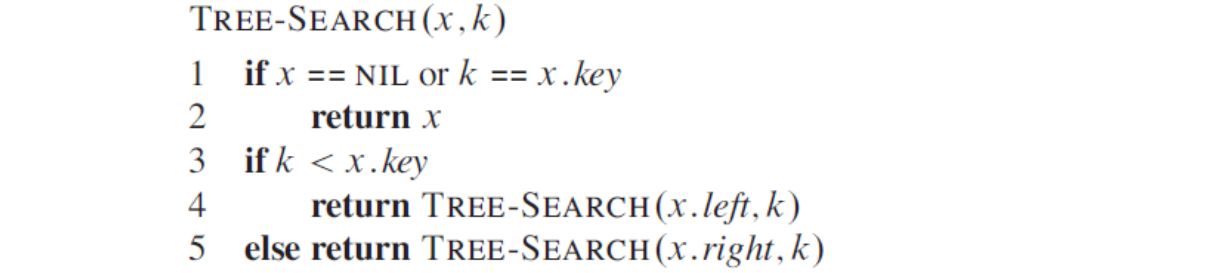 TREE-SEARCH(x, k)
1 if x == NIL or k == x.key
2 return x
3 if k < x.key
4 return TREE-SEARCH(x.left, k)
5 else return TREE-SEARCH(x.right, k)